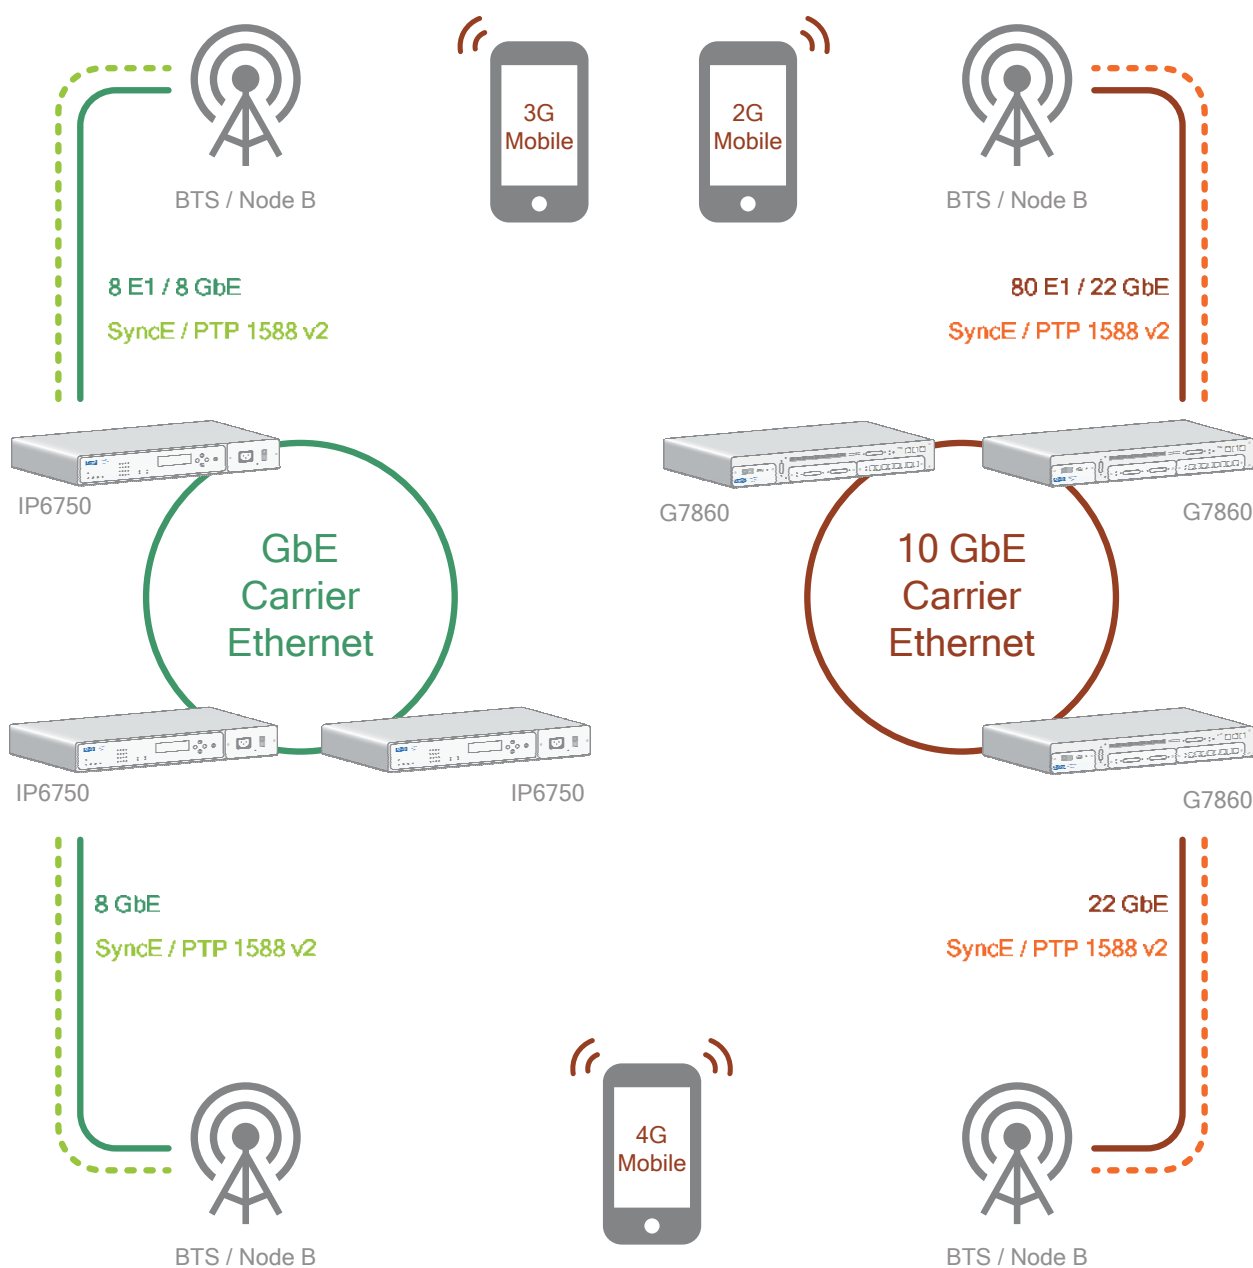 3G
Mobile
2G
Mobile
BTS / Node B
BTS / Node B
8 E1 / 8 GbE
SyncE / PTP 1588 v2
80 E1 / 22 GbE
SyncE / PTP 1588 v2
IP6750
G7860
G7860
GbE
Carrier
Ethernet
10 GbE
Carrier
Ethernet
IP6750
IP6750
G7860
8 GbE
SyncE / PTP 1588 v2
22 GbE
SyncE / PTP 1588 v2
4G
Mobile
BTS / Node B
BTS / Node B